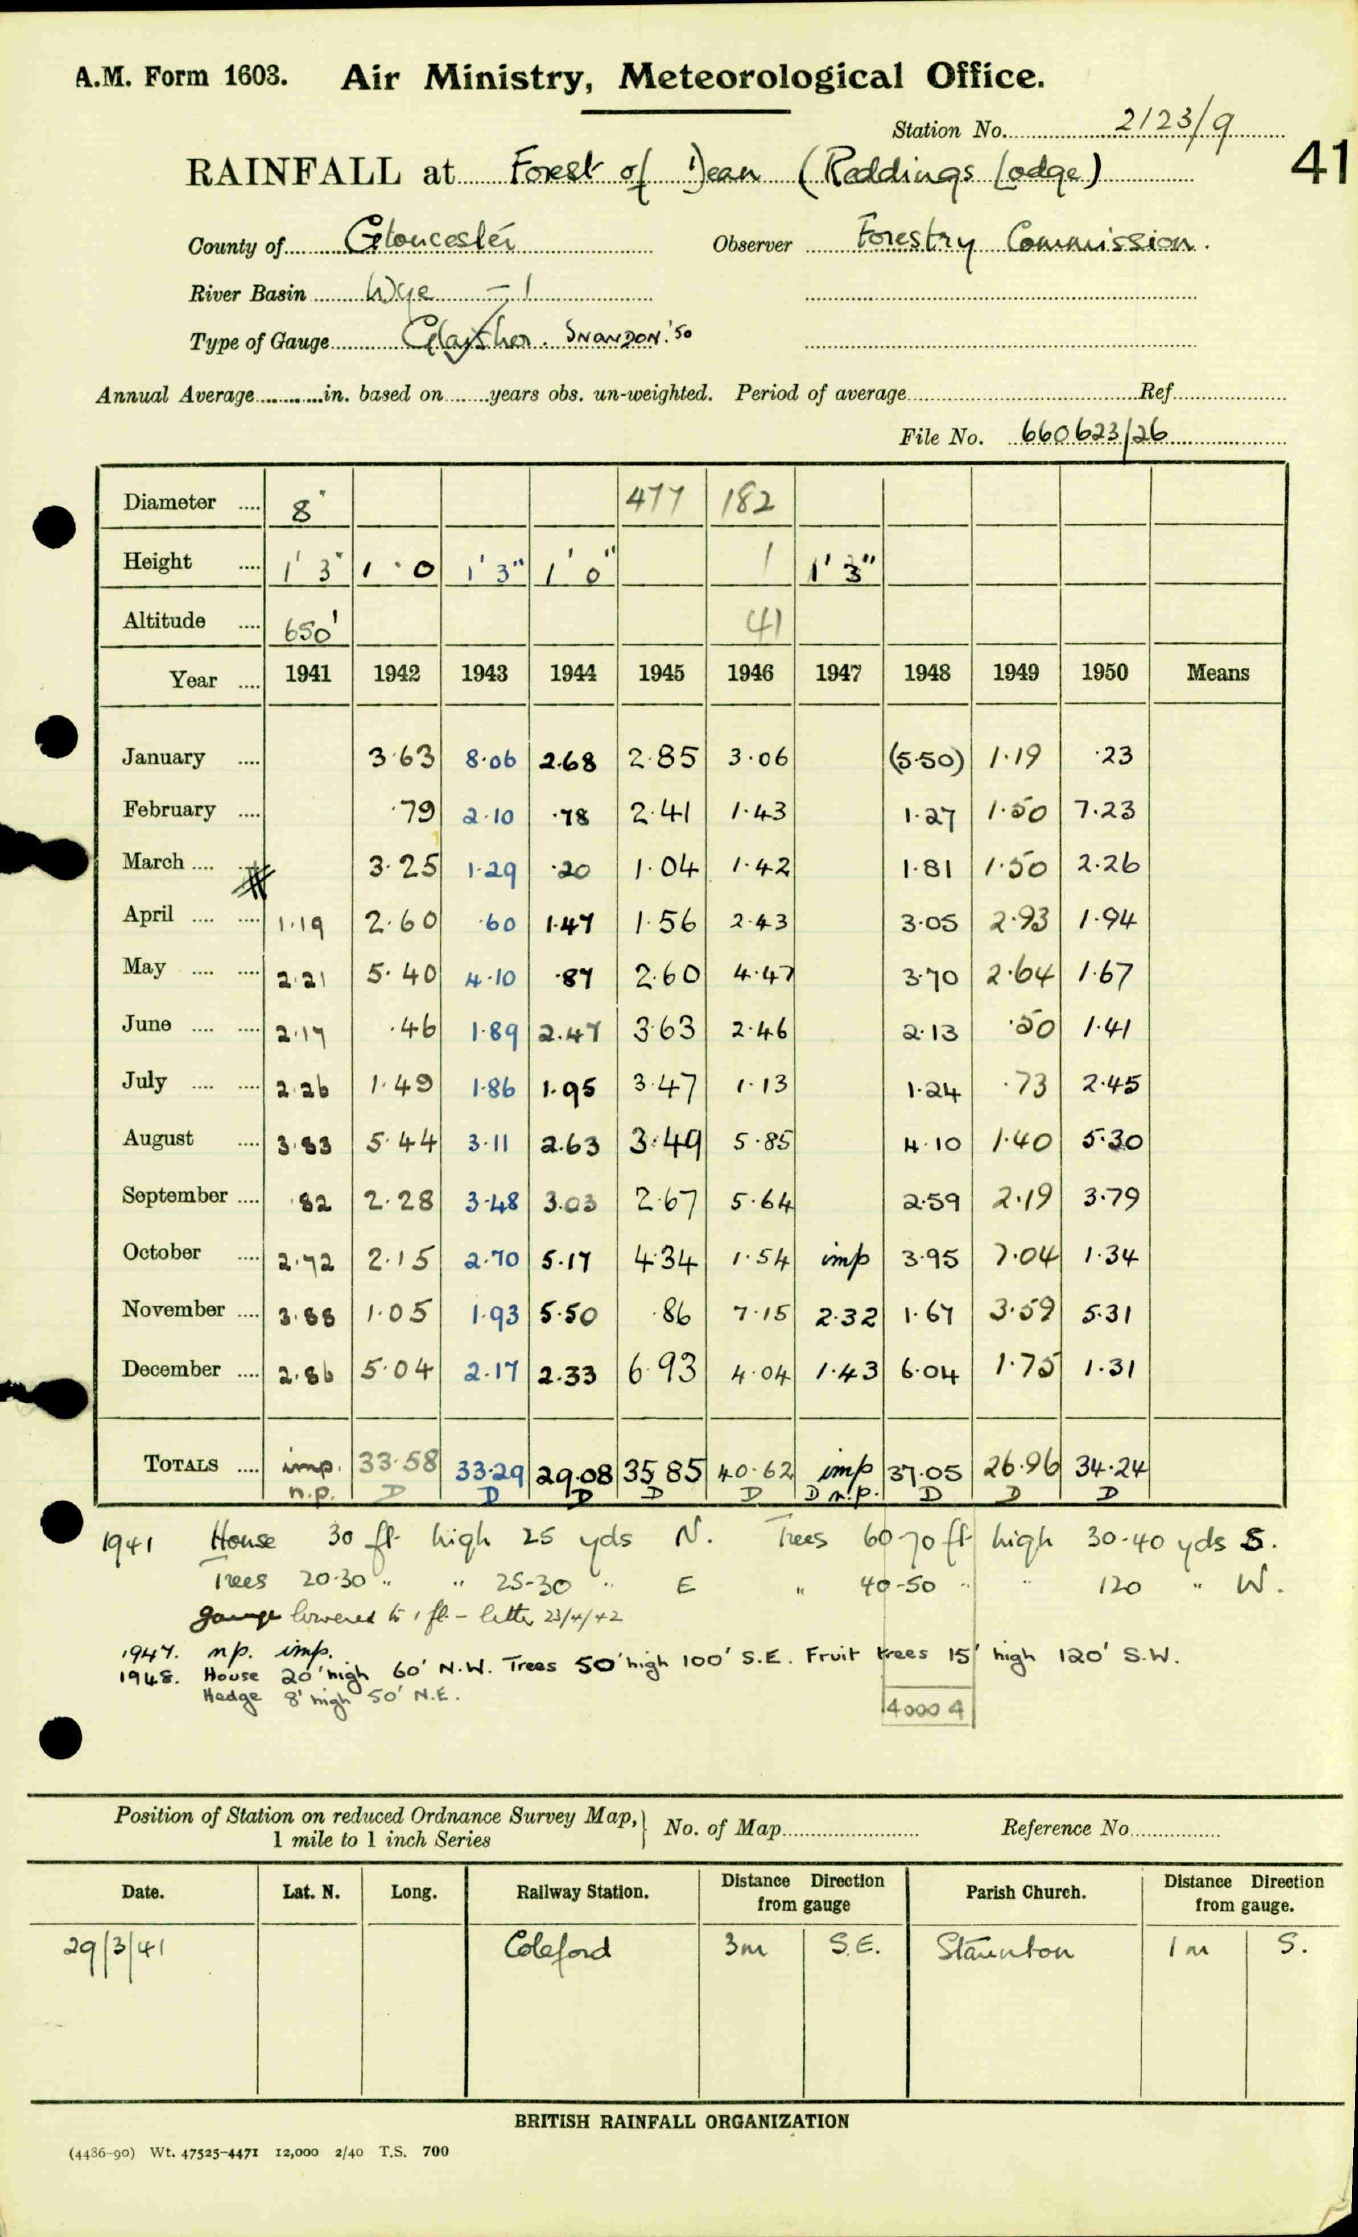 A.M. Form 1603. Air Ministry, Meteorological Office.
Station No. 2123/9
41
RAINFALL at Forest of Dean (Reddings Lodge)
County of Gloucester Observer Forestry Commission.
River Basin Wye - 1
Type of Gauge Glaisher. SNOWDON '50
Annual Average in. based on years obs. un-weighted. Period of average Ref
File No. 660623/26
Diameter 8" 477 182
Height 1' 3" 1 . 0 1' 3" 1' 0" 1 1' 3"
Altitude 650' 41
Year 1941 1942 1943 1944 1945 1946 1947 1948 1949 1950 Means
January 3.63 8.06 2.68 2.85 3.06 (5.50) 1.19 .23
February .79 2.10 .78 2.41 1.43 1.27 1.50 7.23
March 3.25 1.29 .20 1.04 1.42 1.81 1.50 2.26
April 1.19 2.60 .60 1.47 1.56 2.43 3.05 2.93 1.94
May 2.21 5.40 4.10 .87 2.60 4.47 3.70 2.64 1.67
June 2.17 .46 1.89 2.47 3.63 2.46 2.13 .50 1.41
July 2.26 1.49 1.86 1.95 3.47 1.13 1.24 .73 2.45
August 3.83 5.44 3.11 2.63 3.49 5.85 4.10 1.40 5.30
September .82 2.28 3.48 3.03 2.67 5.64 2.59 2.19 3.79
October 2.72 2.15 2.70 5.17 4.34 1.54 imp 3.95 7.04 1.34
November 3.88 1.05 1.93 5.50 .86 7.15 2.32 1.67 3.59 5.31
December 2.86 5.04 2.17 2.33 6.93 4.04 1.43 6.04 1.75 1.31
TOTALS imp. 33.58 33.29 29.08 35.85 40.62 imp 37.05 26.96 34.24
n.p. D D D D D D n.p. D D D
1941 House 30 ft high 25 yds N. Trees 60-70 ft high 30-40 yds S.
Trees 20-30 " " 25-30 " E " 40-50 " " 120 " W.
gauge lowered to 1 ft - letter 23/4/42
1947. n.p. imp.
1948. House 20' high 60' N.W. Trees 50' high 100' S.E. Fruit trees 15' high 120' S.W.
Hedge 8' high 50' N.E.
4000 4
Position of Station on reduced Ordnance Survey Map, 1 mile to 1 inch Series No. of Map Reference No
Date. Lat. N. Long. Railway Station. Distance Direction from gauge Parish Church. Distance Direction from gauge.
29/3/41 Coleford 3m S.E. Staunton 1 m S.
BRITISH RAINFALL ORGANIZATION
(4486-90) Wt. 47525-4471 12,000 2/40 T.S. 700